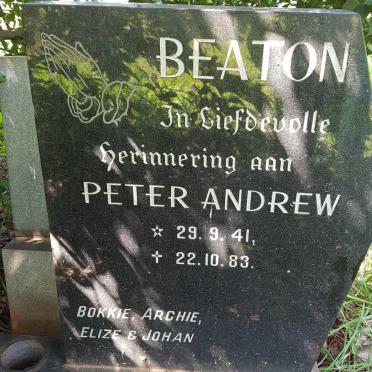 BEATON
In Liefdevolle
Herinnering aan
PETER ANDREW
☆ 29.9.41,
✝ 22.10.83.
BOKKIE, ARCHIE,
ELIZE & JOHAN